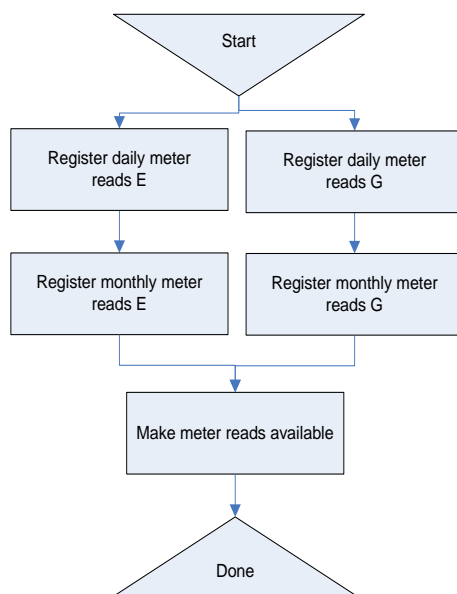 Start
Register daily meter
reads E
Register daily meter
reads G
Register monthly meter
reads E
Register monthly meter
reads G
Make meter reads available
Done